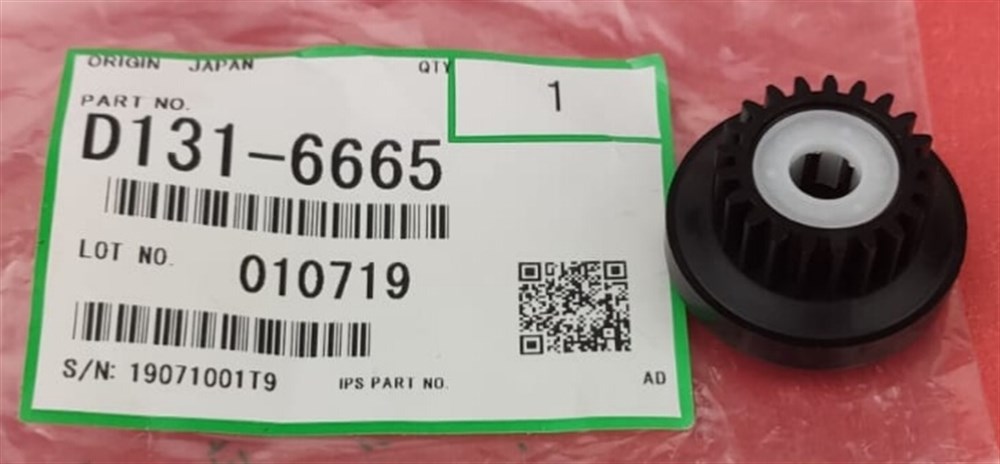 ORIGIN JAPAN QTY
1
PART NO.
D131-6665
LOT NO.
010719
S/N: 19071001T9 IPS PART NO. AD